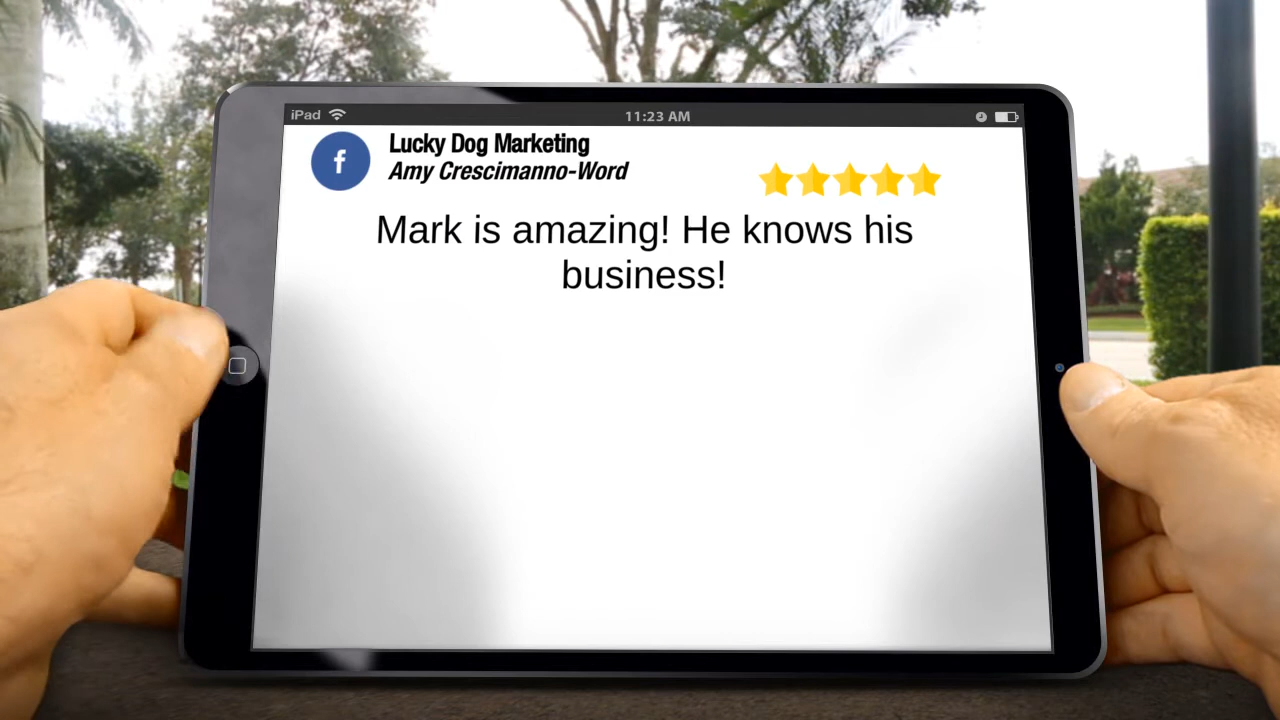 iPad
11:23 AM
f
Lucky Dog Marketing
Amy Crescimanno-Word
Mark is amazing! He knows his
business!